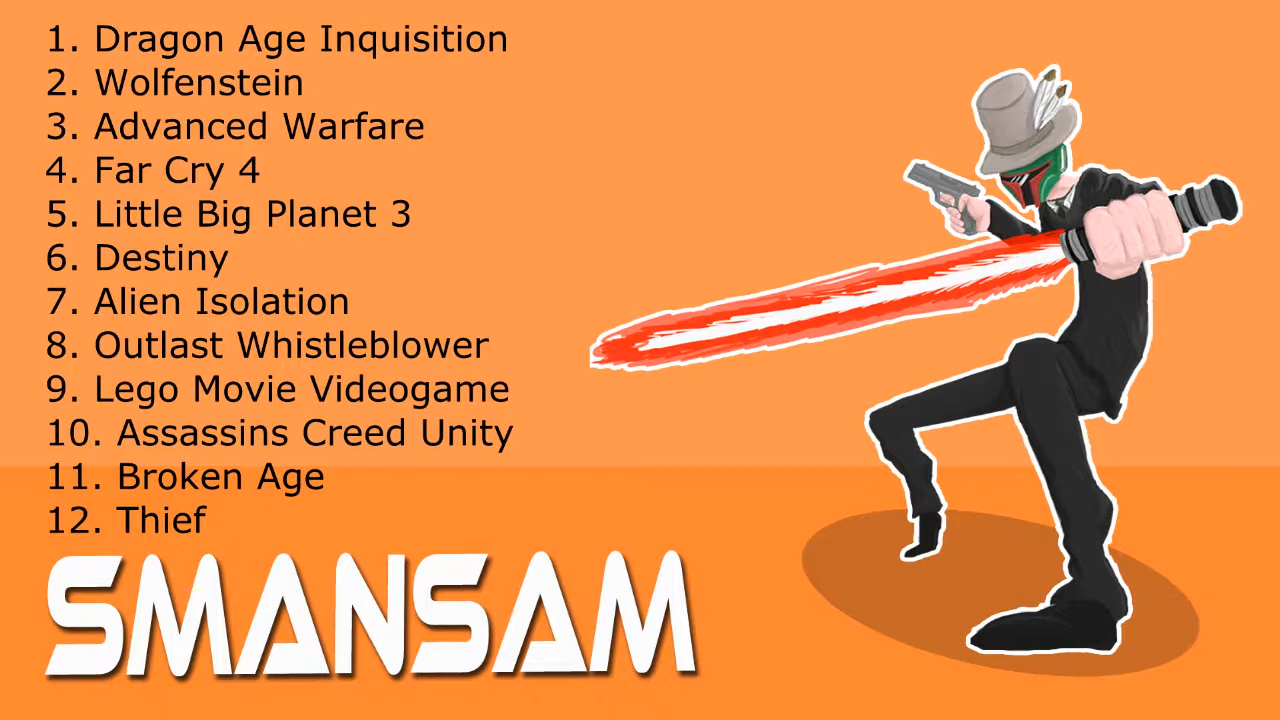 1. Dragon Age Inquisition
2. Wolfenstein
3. Advanced Warfare
4. Far Cry 4
5. Little Big Planet 3
6. Destiny
7. Alien Isolation
8. Outlast Whistleblower
9. Lego Movie Videogame
10. Assassins Creed Unity
11. Broken Age
12. Thief
SMANSAM